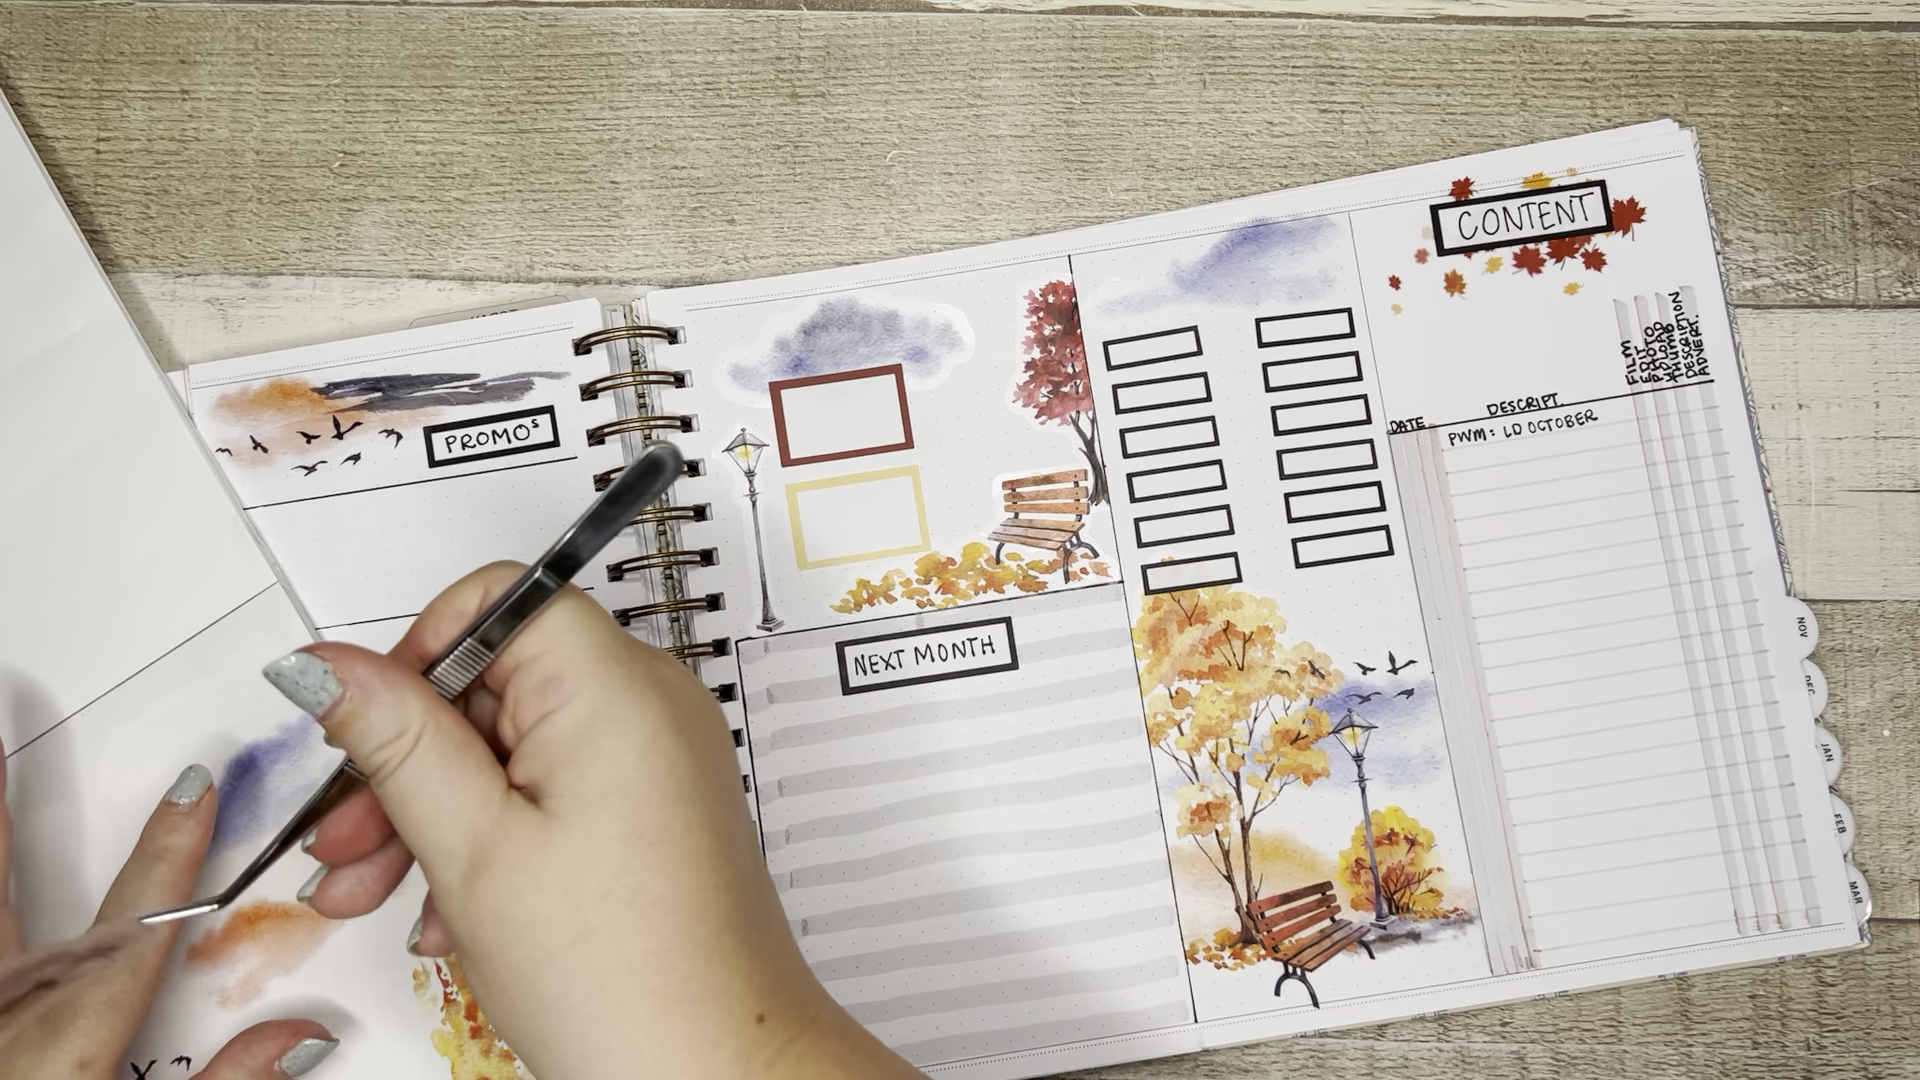 PROMOS
CONTENT
FILM
EDIT
PHOTO
UPLOAD
THUMB
DESCRIPTION
ADVERT.
DATE
DESCRIPT.
PWM: LD OCTOBER
NEXT MONTH
NOV
DEC
JAN
FEB
MAR